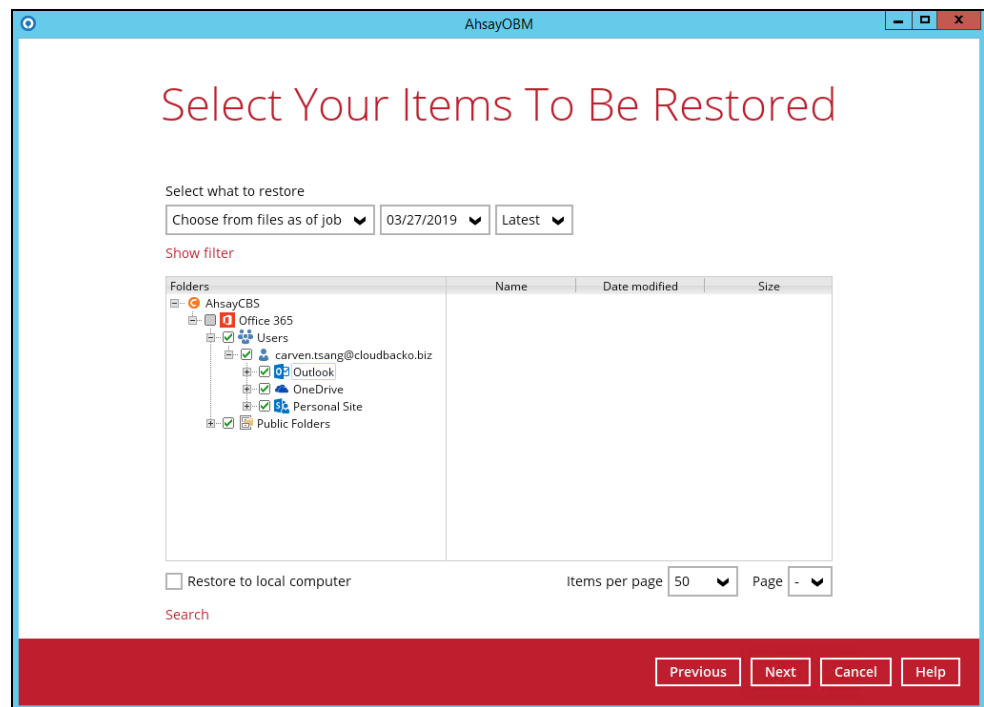 AhsayOBM
Select Your Items To Be Restored
Select what to restore
Choose from files as of job 03/27/2019 Latest
Show filter
Folders Name Date modified Size
AhsayCBS
Office 365
Users
carven.tsang@cloudbacko.biz
Outlook
OneDrive
Personal Site
Public Folders
Restore to local computer Items per page 50 Page -
Search
Previous Next Cancel Help